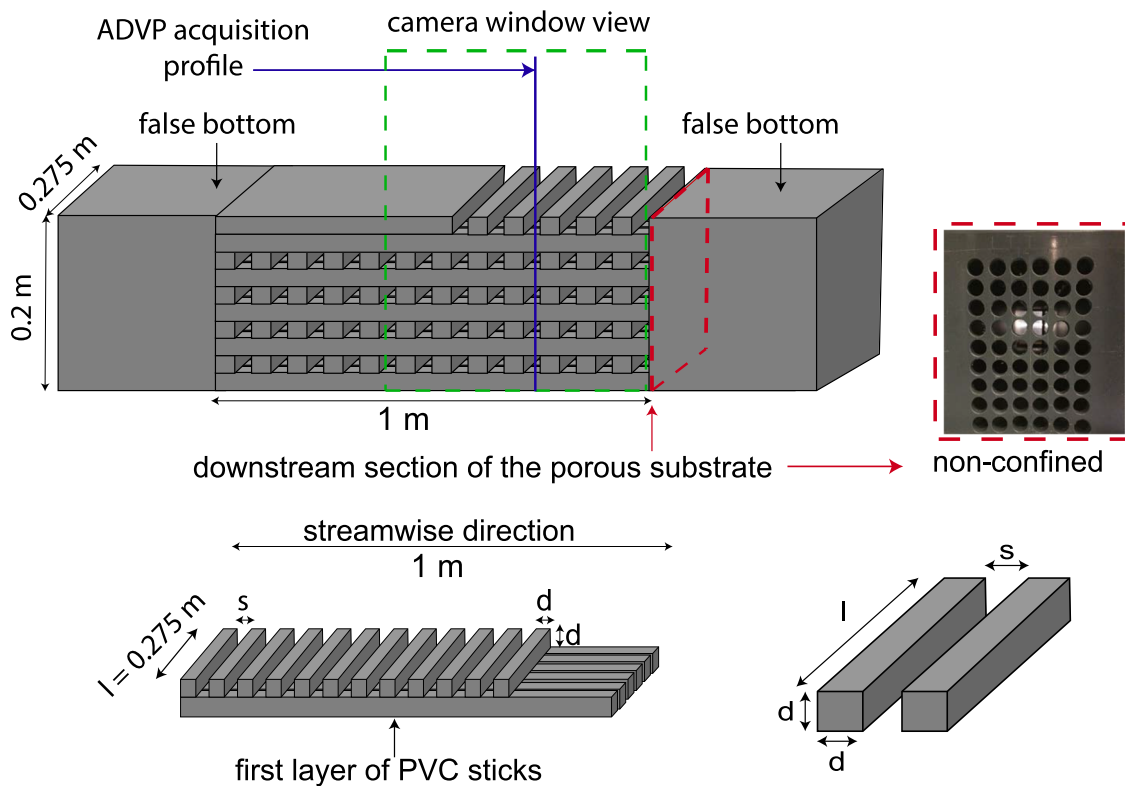 ADVP acquisition
profile
camera window view
false bottom
false bottom
0.275 m
0.2 m
1 m
downstream section of the porous substrate
non-confined
streamwise direction
1 m
s
d
d
l = 0.275 m
first layer of PVC sticks
s
l
d
d